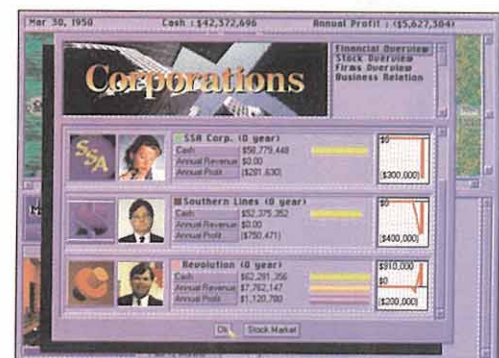 Mar 30, 1950 Cash : $42,372,696 Annual Profit : ($5,627,304)
Corporations
Financial Overview
Stock Overview
Firms Overview
Business Relation
SSA
SSA Corp. (0 year)
Cash $50,779,448
Annual Revenue $0.00
Annual Profit
$0
($300,000)
Southern Lines (0 year)
Cash $52,375,352
Annual Revenue $0.00
Annual Profit ($750,471)
$0
($400,000)
Revolution (0 year)
Cash $62,291,356
Annual Revenue $7,762,147
Annual Profit $1,120,780
$910,000
$0
($200,000)
Ok Stock Market